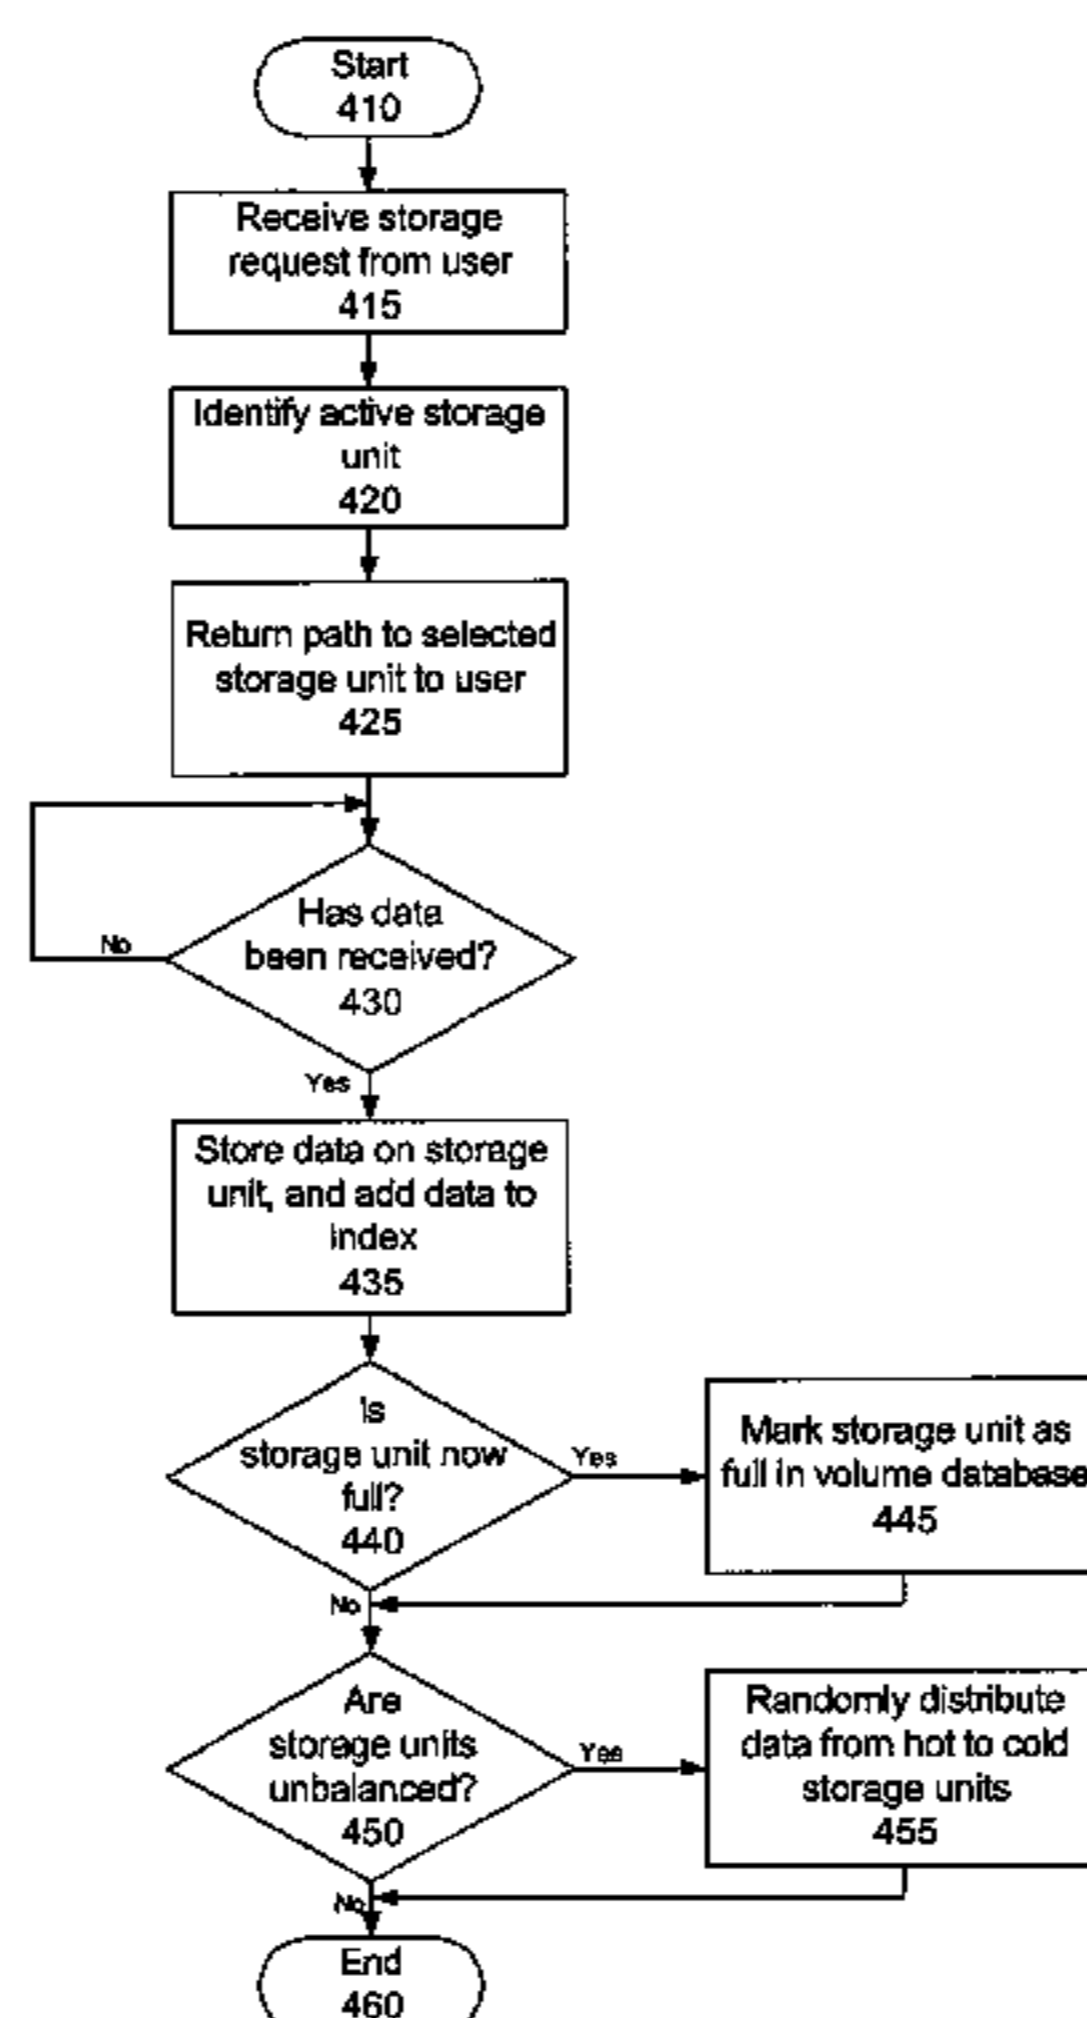 Start
410
Receive storage
request from user
415
Identify active storage
unit
420
Return path to selected
storage unit to user
425
Has data
been received?
430
No
Yes
Store data on storage
unit, and add data to
index
435
Is
storage unit now
full?
440
Yes
Mark storage unit as
full in volume database
445
No
Are
storage units
unbalanced?
450
Yes
Randomly distribute
data from hot to cold
storage units
455
No
End
460